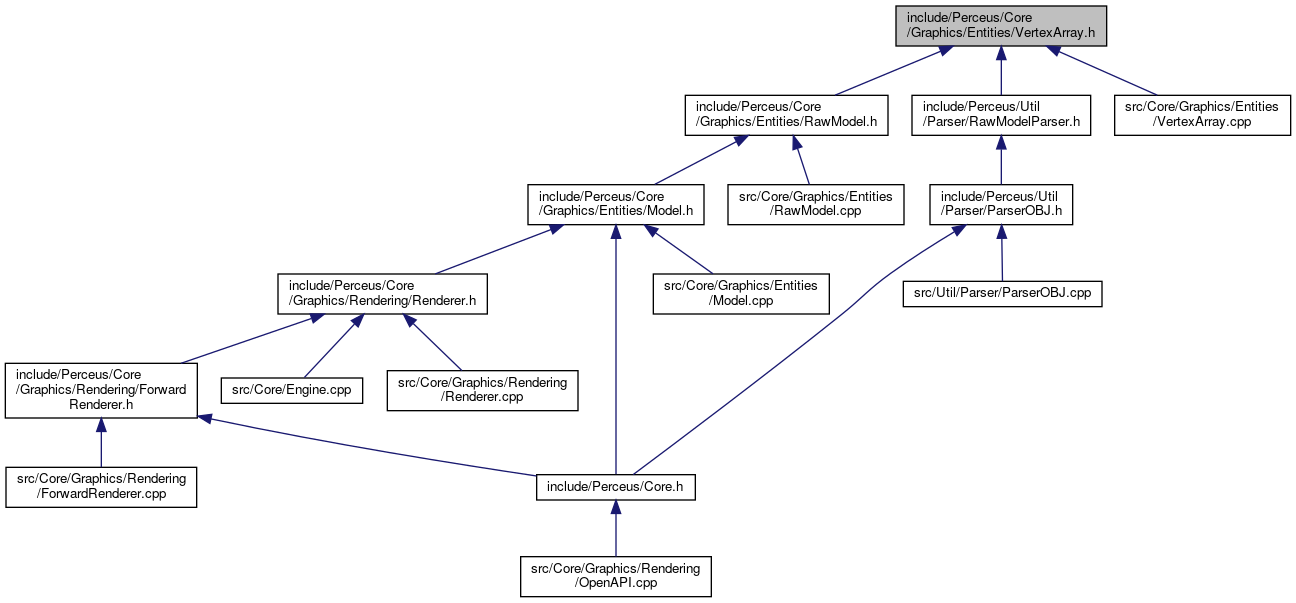 include/Perceus/Core
/Graphics/Entities/VertexArray.h
include/Perceus/Core
/Graphics/Entities/RawModel.h
include/Perceus/Util
/Parser/RawModelParser.h
src/Core/Graphics/Entities
/VertexArray.cpp
include/Perceus/Core
/Graphics/Entities/Model.h
src/Core/Graphics/Entities
/RawModel.cpp
include/Perceus/Util
/Parser/ParserOBJ.h
include/Perceus/Core
/Graphics/Rendering/Renderer.h
src/Core/Graphics/Entities
/Model.cpp
src/Util/Parser/ParserOBJ.cpp
include/Perceus/Core
/Graphics/Rendering/Forward
Renderer.h
src/Core/Engine.cpp
src/Core/Graphics/Rendering
/Renderer.cpp
src/Core/Graphics/Rendering
/ForwardRenderer.cpp
include/Perceus/Core.h
src/Core/Graphics/Rendering
/OpenAPI.cpp